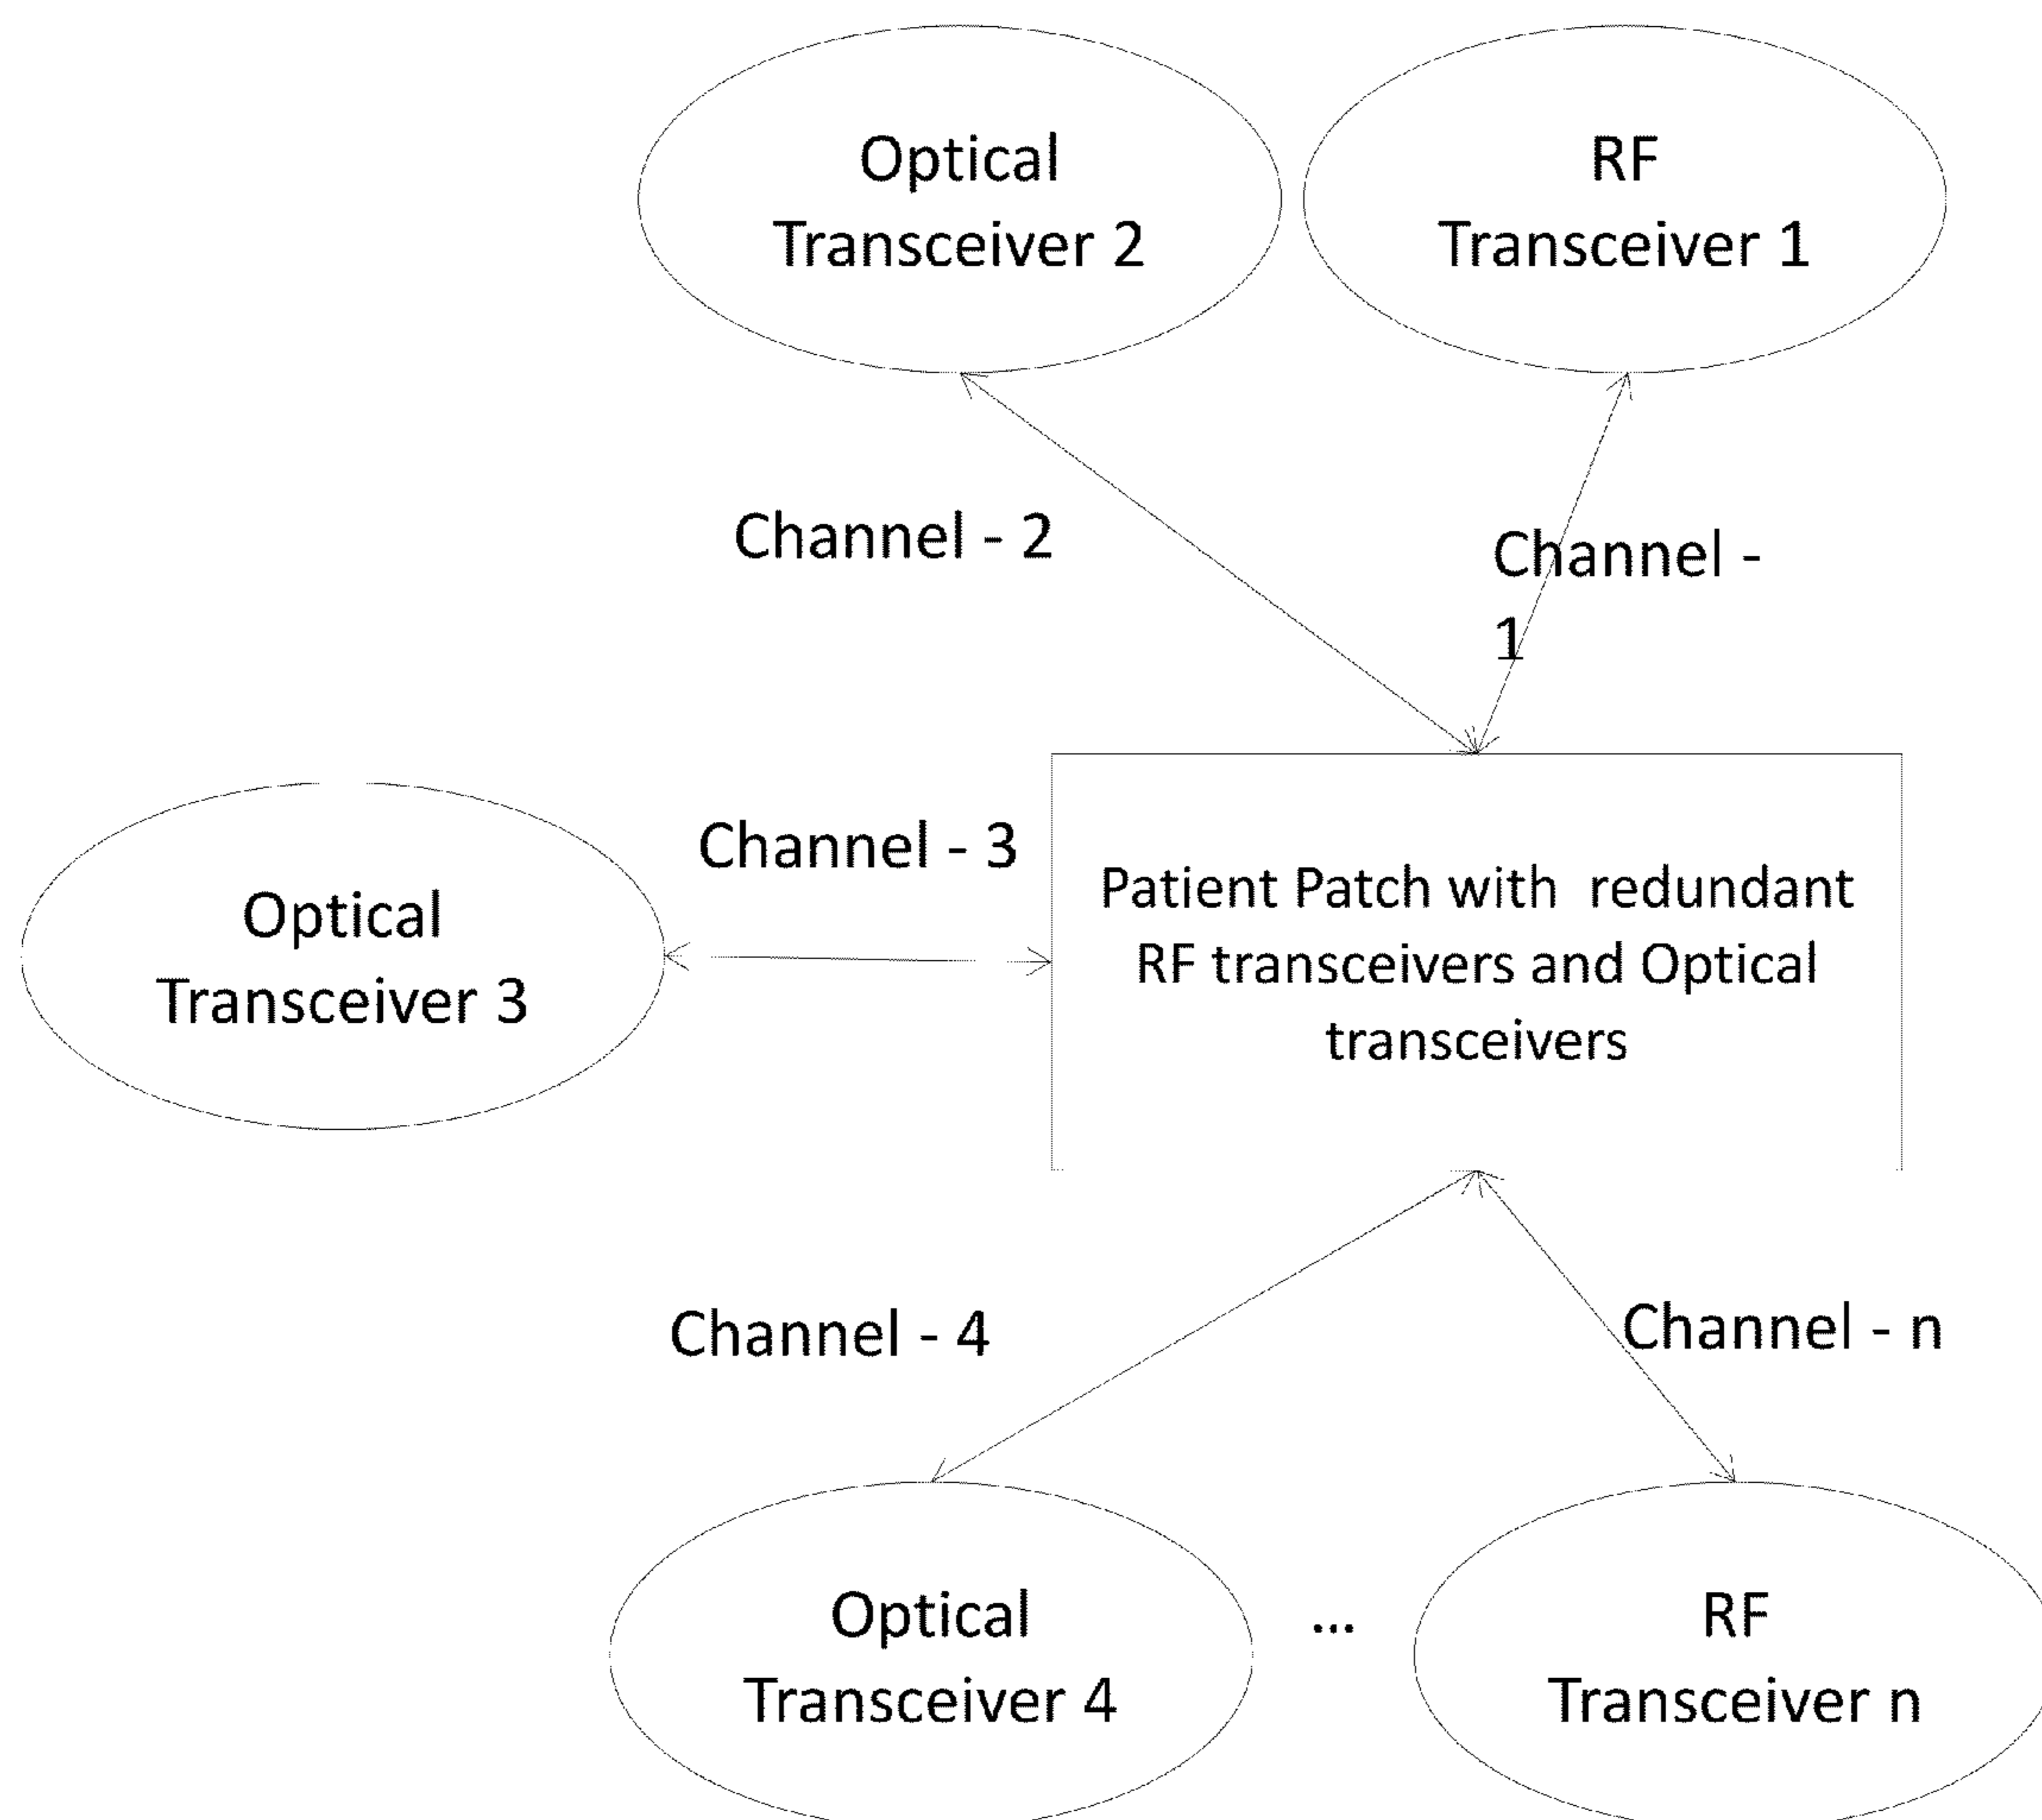 Optical
Transceiver 2
RF
Transceiver 1
Channel - 2
Channel -
1
Channel - 3
Optical
Transceiver 3
Patient Patch with  redundant
RF transceivers and Optical
transceivers
Channel - 4
Channel - n
Optical
Transceiver 4
...
RF
Transceiver n